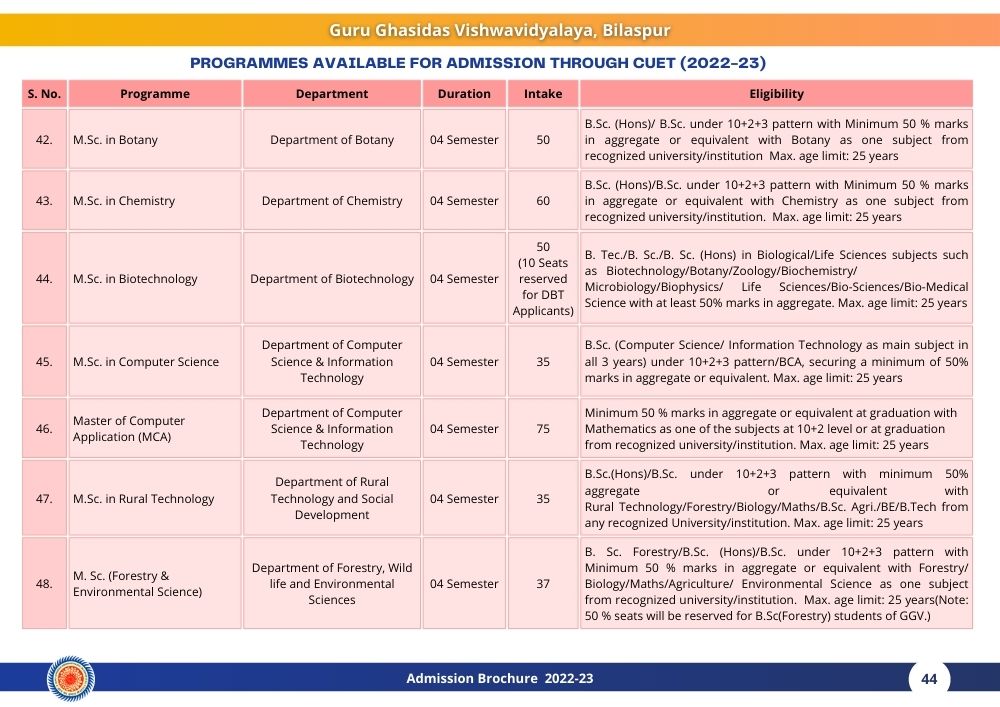 Guru Ghasidas Vishwavidyalaya, Bilaspur
PROGRAMMES AVAILABLE FOR ADMISSION THROUGH CUET (2022-23)
S. No. Programme Department Duration Intake Eligibility
42. M.Sc. in Botany Department of Botany 04 Semester 50
B.Sc. (Hons)/ B.Sc. under 10+2+3 pattern with Minimum 50 % marks
in aggregate or equivalent with Botany as one subject from
recognized university/institution Max. age limit: 25 years
43. M.Sc. in Chemistry Department of Chemistry 04 Semester 60
B.Sc. (Hons)/B.Sc. under 10+2+3 pattern with Minimum 50 % marks
in aggregate or equivalent with Chemistry as one subject from
recognized university/institution. Max. age limit: 25 years
44. M.Sc. in Biotechnology Department of Biotechnology 04 Semester
50
(10 Seats
reserved
for DBT
Applicants)
B. Tec./B. Sc./B. Sc. (Hons) in Biological/Life Sciences subjects such
as Biotechnology/Botany/Zoology/Biochemistry/
Microbiology/Biophysics/ Life Sciences/Bio-Sciences/Bio-Medical
Science with at least 50% marks in aggregate. Max. age limit: 25 years
45. M.Sc. in Computer Science
Department of Computer
Science & Information
Technology
04 Semester 35
B.Sc. (Computer Science/ Information Technology as main subject in
all 3 years) under 10+2+3 pattern/BCA, securing a minimum of 50%
marks in aggregate or equivalent. Max. age limit: 25 years
46.
Master of Computer
Application (MCA)
Department of Computer
Science & Information
Technology
04 Semester 75
Minimum 50 % marks in aggregate or equivalent at graduation with
Mathematics as one of the subjects at 10+2 level or at graduation
from recognized university/institution. Max. age limit: 25 years
47. M.Sc. in Rural Technology
Department of Rural
Technology and Social
Development
04 Semester 35
B.Sc.(Hons)/B.Sc. under 10+2+3 pattern with minimum 50%
aggregate or equivalent with
Rural Technology/Forestry/Biology/Maths/B.Sc. Agri./BE/B.Tech from
any recognized University/institution. Max. age limit: 25 years
48.
M. Sc. (Forestry &
Environmental Science)
Department of Forestry, Wild
life and Environmental
Sciences
04 Semester 37
B. Sc. Forestry/B.Sc. (Hons)/B.Sc. under 10+2+3 pattern with
Minimum 50 % marks in aggregate or equivalent with Forestry/
Biology/Maths/Agriculture/ Environmental Science as one subject
from recognized university/institution. Max. age limit: 25 years(Note:
50 % seats will be reserved for B.Sc(Forestry) students of GGV.)
Admission Brochure 2022-23
44